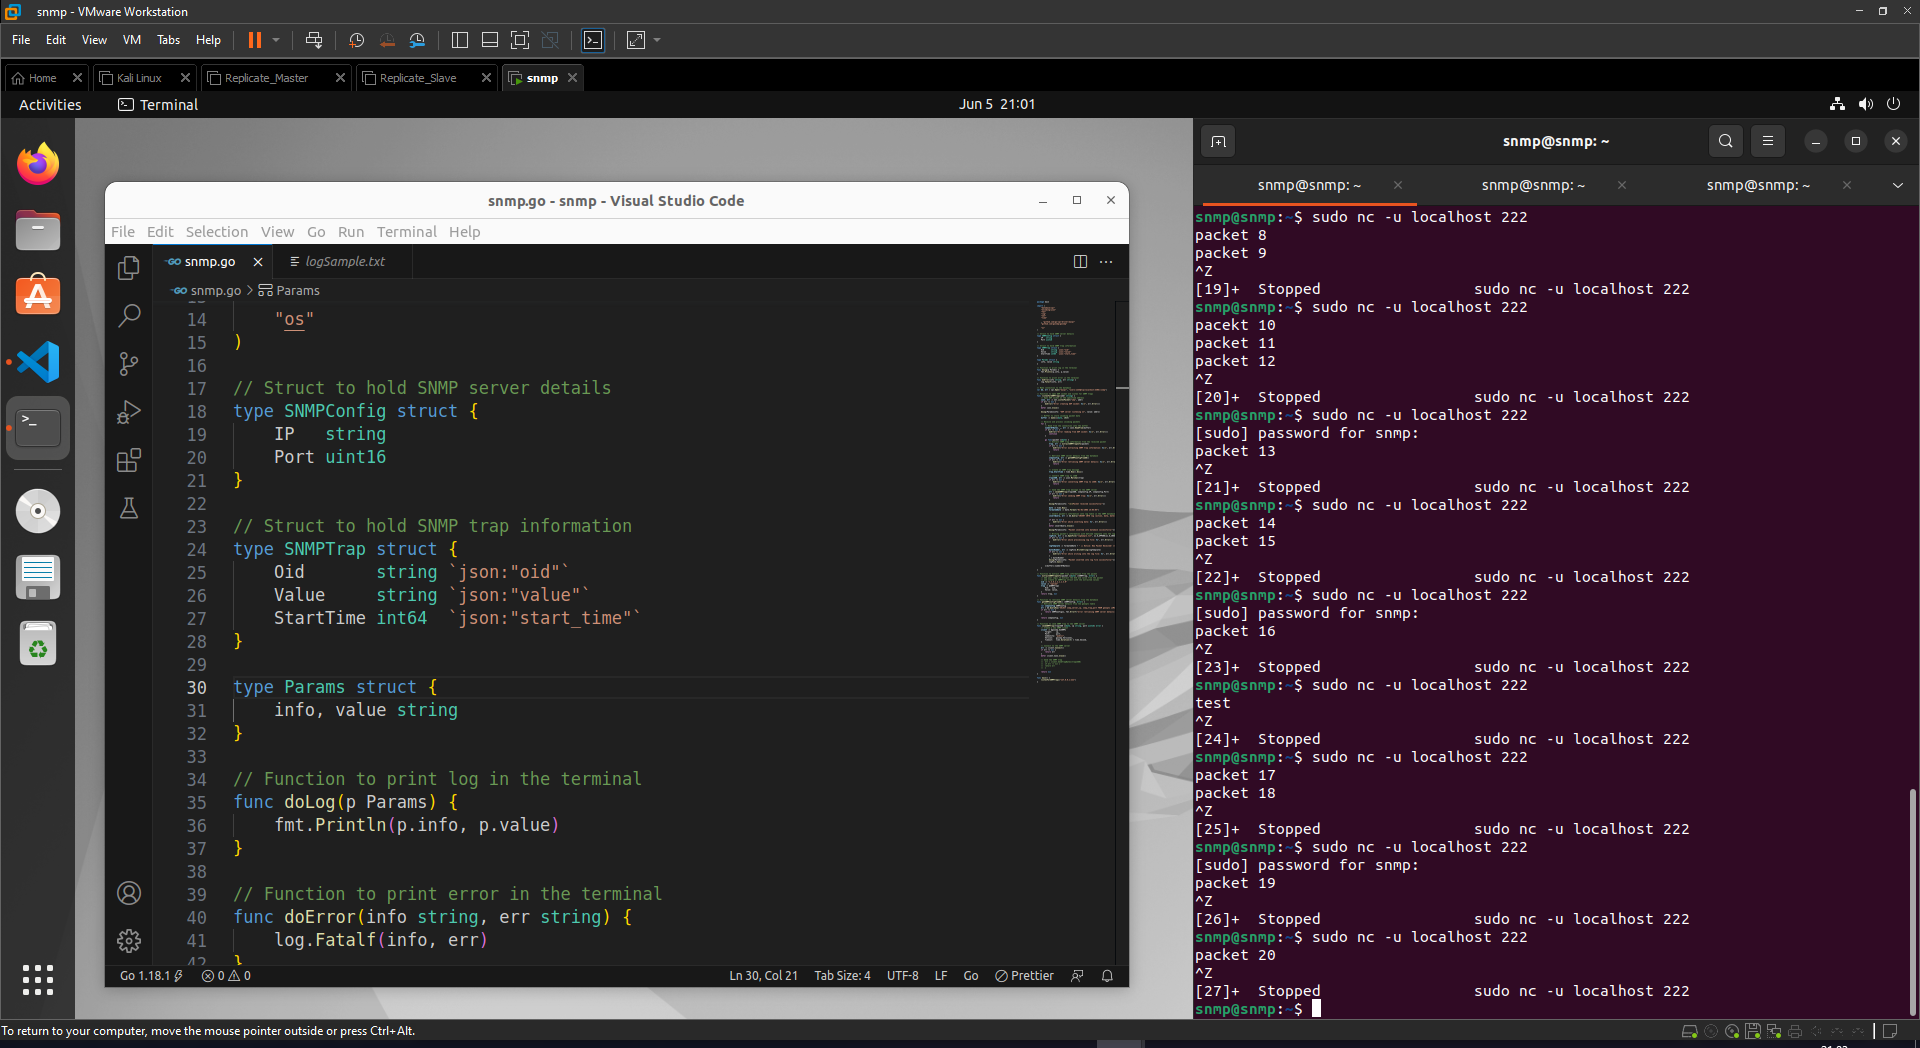 snmp - VMware Workstation
File Edit View VM Tabs Help
Home Kali Linux Replicate_Master Replicate_Slave snmp
Activities Terminal Jun 5 21:01
snmp.go - snmp - Visual Studio Code
File Edit Selection View Go Run Terminal Help
snmp.go logSample.txt
snmp.go > Params
14 "os"
15 )
16
17 // Struct to hold SNMP server details
18 type SNMPConfig struct {
19 IP string
20 Port uint16
21 }
22
23 // Struct to hold SNMP trap information
24 type SNMPTrap struct {
25 Oid string `json:"oid"`
26 Value string `json:"value"`
27 StartTime int64 `json:"start_time"`
28 }
29
30 type Params struct {
31 info, value string
32 }
33
34 // Function to print log in the terminal
35 func doLog(p Params) {
36 fmt.Println(p.info, p.value)
37 }
38
39 // Function to print error in the terminal
40 func doError(info string, err string) {
41 log.Fatalf(info, err)
42 }
Go 1.18.1 0 0 Ln 30, Col 21 Tab Size: 4 UTF-8 LF Go Prettier
snmp@snmp: ~
snmp@snmp: ~ snmp@snmp: ~ snmp@snmp: ~
snmp@snmp:~$ sudo nc -u localhost 222
packet 8
packet 9
^Z
[19]+ Stopped sudo nc -u localhost 222
snmp@snmp:~$ sudo nc -u localhost 222
pacekt 10
packet 11
packet 12
^Z
[20]+ Stopped sudo nc -u localhost 222
snmp@snmp:~$ sudo nc -u localhost 222
[sudo] password for snmp:
packet 13
^Z
[21]+ Stopped sudo nc -u localhost 222
snmp@snmp:~$ sudo nc -u localhost 222
packet 14
packet 15
^Z
[22]+ Stopped sudo nc -u localhost 222
snmp@snmp:~$ sudo nc -u localhost 222
[sudo] password for snmp:
packet 16
^Z
[23]+ Stopped sudo nc -u localhost 222
snmp@snmp:~$ sudo nc -u localhost 222
test
^Z
[24]+ Stopped sudo nc -u localhost 222
snmp@snmp:~$ sudo nc -u localhost 222
packet 17
packet 18
^Z
[25]+ Stopped sudo nc -u localhost 222
snmp@snmp:~$ sudo nc -u localhost 222
[sudo] password for snmp:
packet 19
^Z
[26]+ Stopped sudo nc -u localhost 222
snmp@snmp:~$ sudo nc -u localhost 222
packet 20
^Z
[27]+ Stopped sudo nc -u localhost 222
snmp@snmp:~$
To return to your computer, move the mouse pointer outside or press Ctrl+Alt.